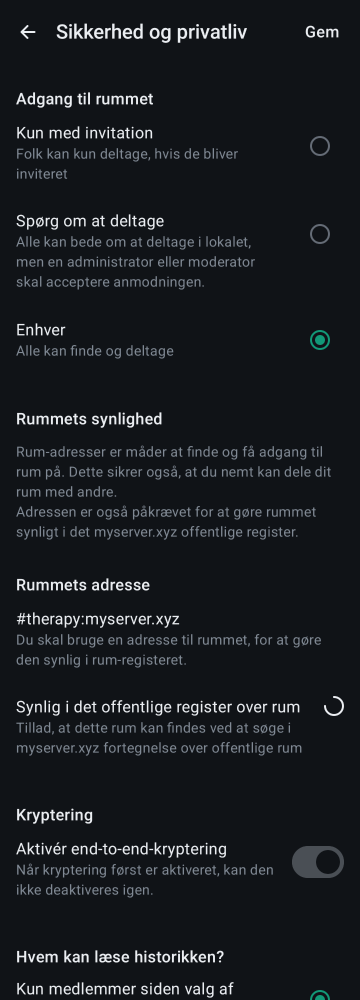 Sikkerhed og privatliv
Gem
Adgang til rummet
Kun med invitation
Folk kan kun deltage, hvis de bliver
inviteret
Spørg om at deltage
Alle kan bede om at deltage i lokalet,
men en administrator eller moderator
skal acceptere anmodningen.
Enhver
Alle kan finde og deltage
Rummets synlighed
Rum-adresser er måder at finde og få adgang til
rum på. Dette sikrer også, at du nemt kan dele dit
rum med andre.
Adressen er også påkrævet for at gøre rummet
synligt i det myserver.xyz offentlige register.
Rummets adresse
#therapy:myserver.xyz
Du skal bruge en adresse til rummet, for at gøre
den synlig i rum-registeret.
Synlig i det offentlige register over rum
Tillad, at dette rum kan findes ved at søge i
myserver.xyz fortegnelse over offentlige rum
Kryptering
Aktivér end-to-end-kryptering
Når kryptering først er aktiveret, kan den
ikke deaktiveres igen.
Hvem kan læse historikken?
Kun medlemmer siden valg af